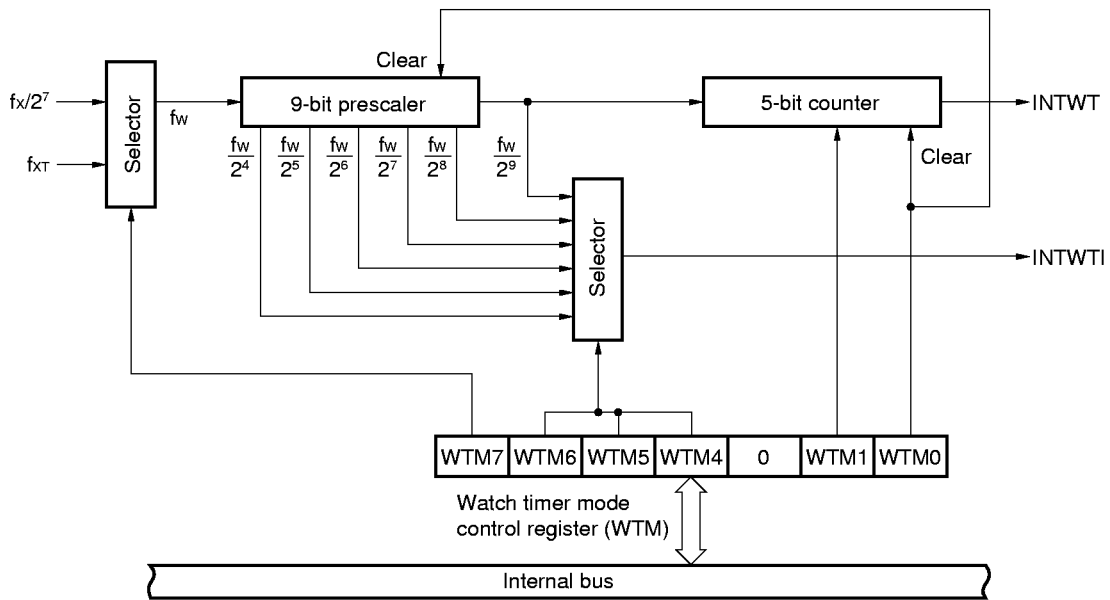 Clear
fX/2⁷
fXT
Selector
fW
9-bit prescaler
5-bit counter
INTWT
fW/2⁴
fW/2⁵
fW/2⁶
fW/2⁷
fW/2⁸
fW/2⁹
Clear
Selector
INTWTI
WTM7 WTM6 WTM5 WTM4 0 WTM1 WTM0
Watch timer mode
control register (WTM)
Internal bus